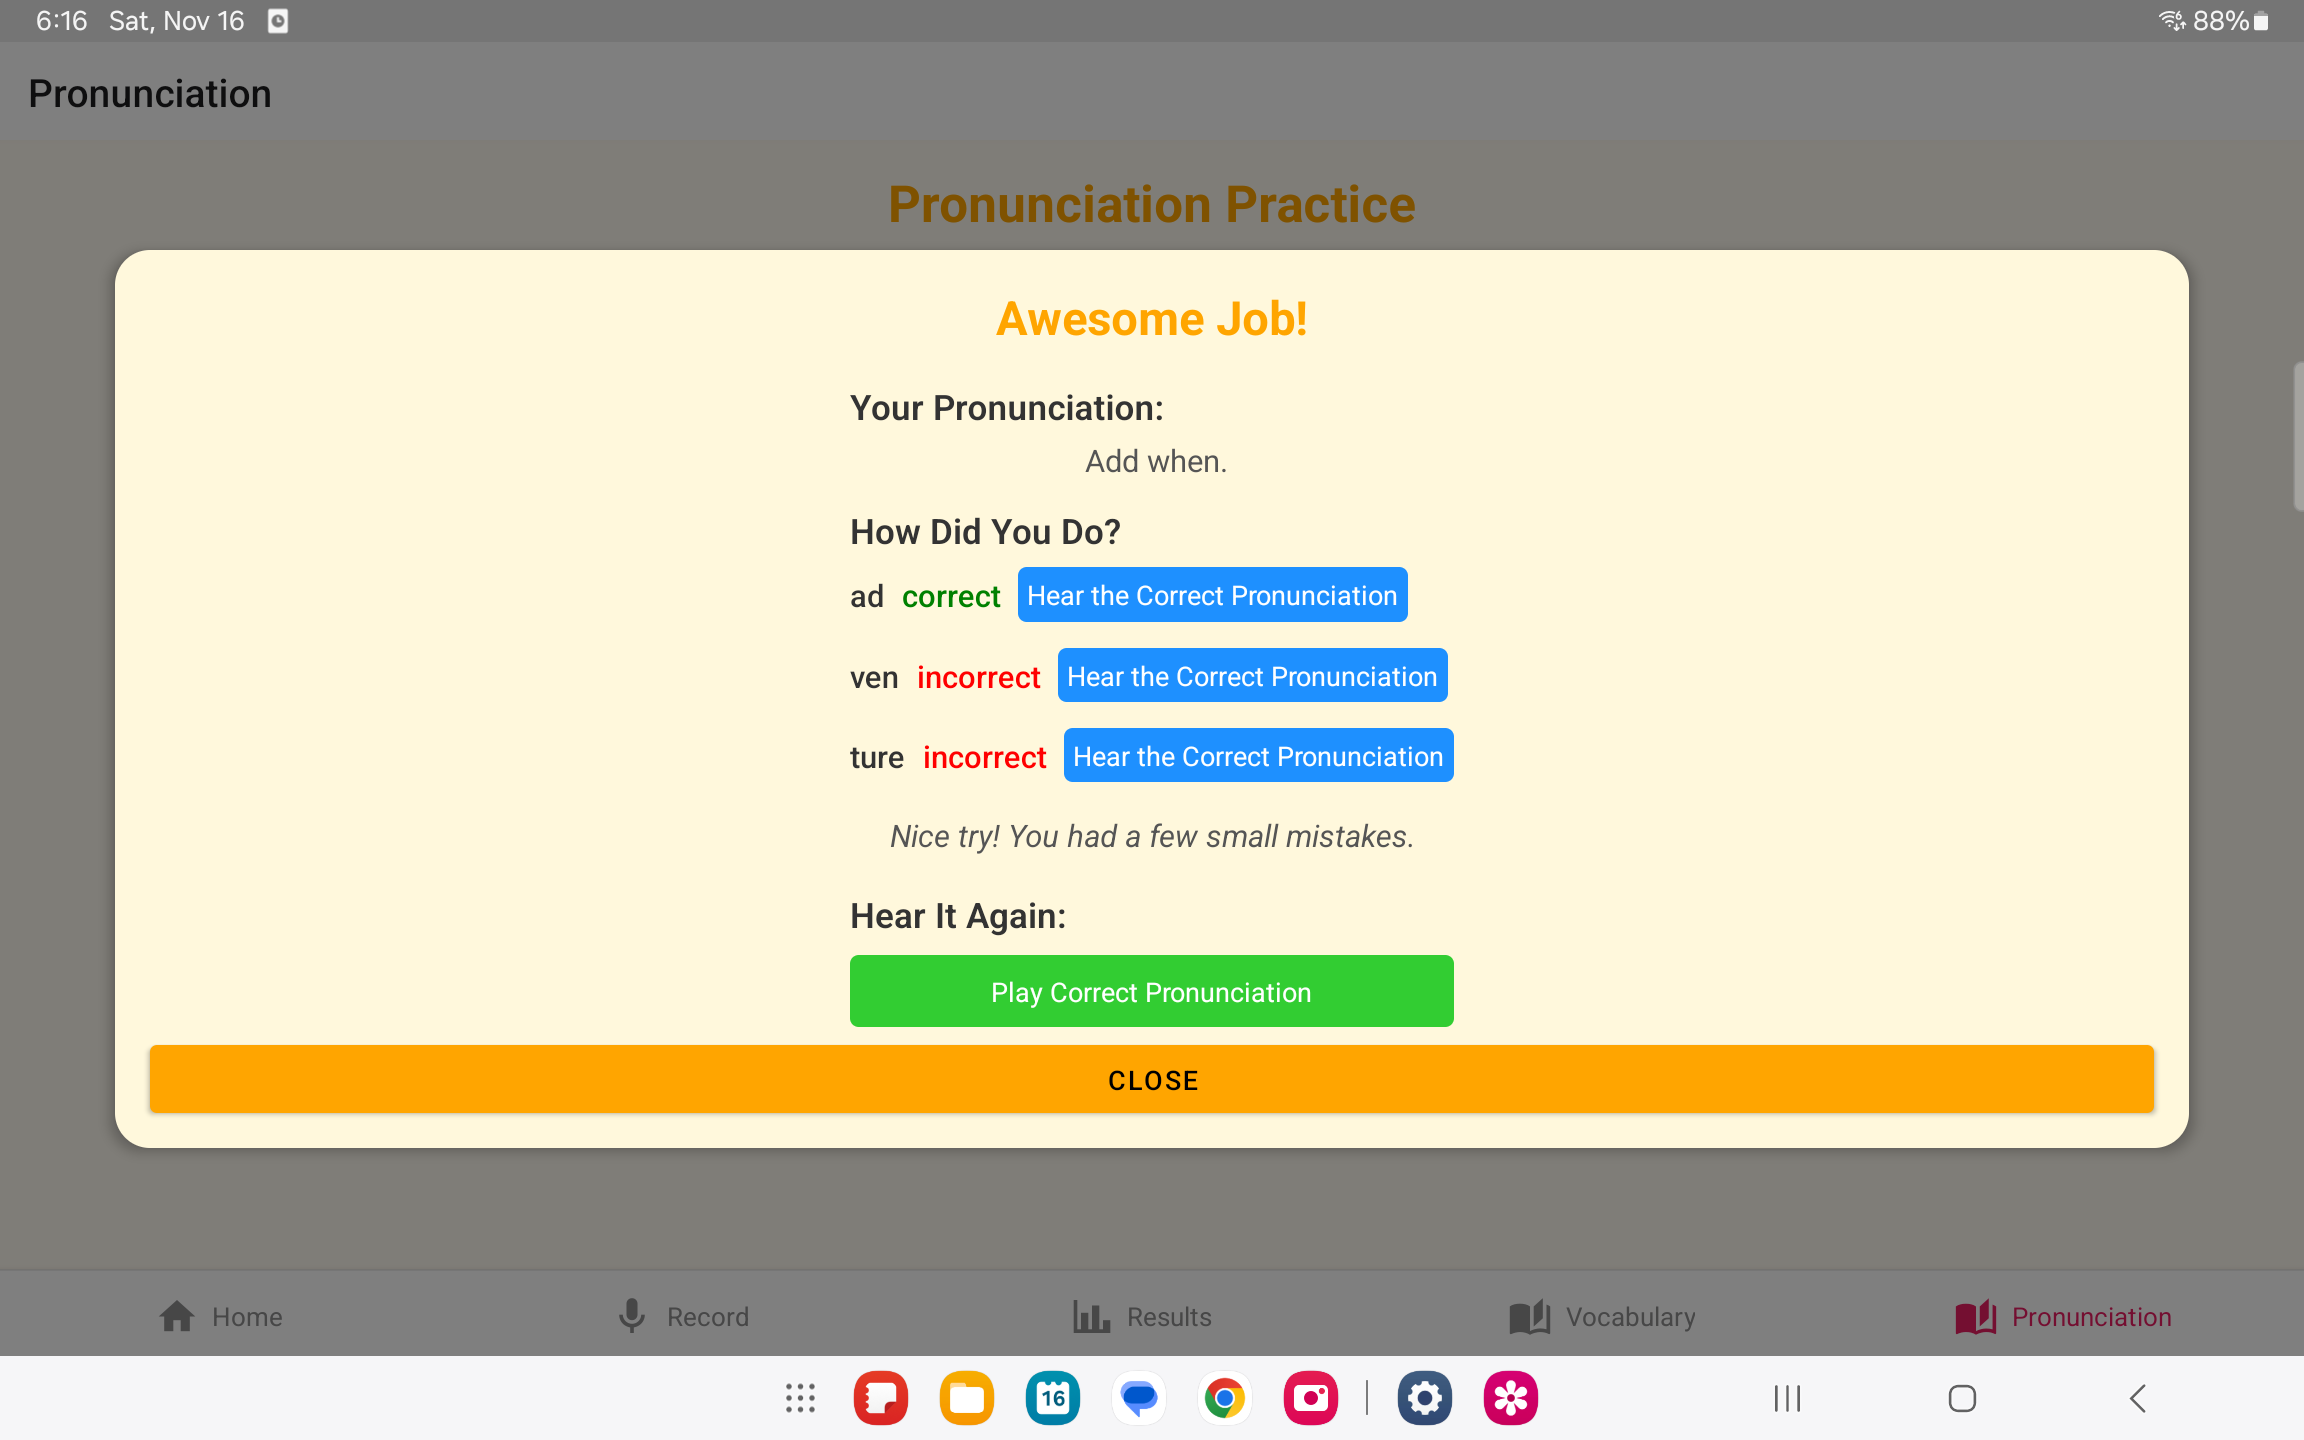 6:16 Sat, Nov 16
88%
Pronunciation
Pronunciation Practice
Awesome Job!
Your Pronunciation:
Add when.
How Did You Do?
ad correct Hear the Correct Pronunciation
ven incorrect Hear the Correct Pronunciation
ture incorrect Hear the Correct Pronunciation
Nice try! You had a few small mistakes.
Hear It Again:
Play Correct Pronunciation
CLOSE
Home Record Results Vocabulary Pronunciation
16